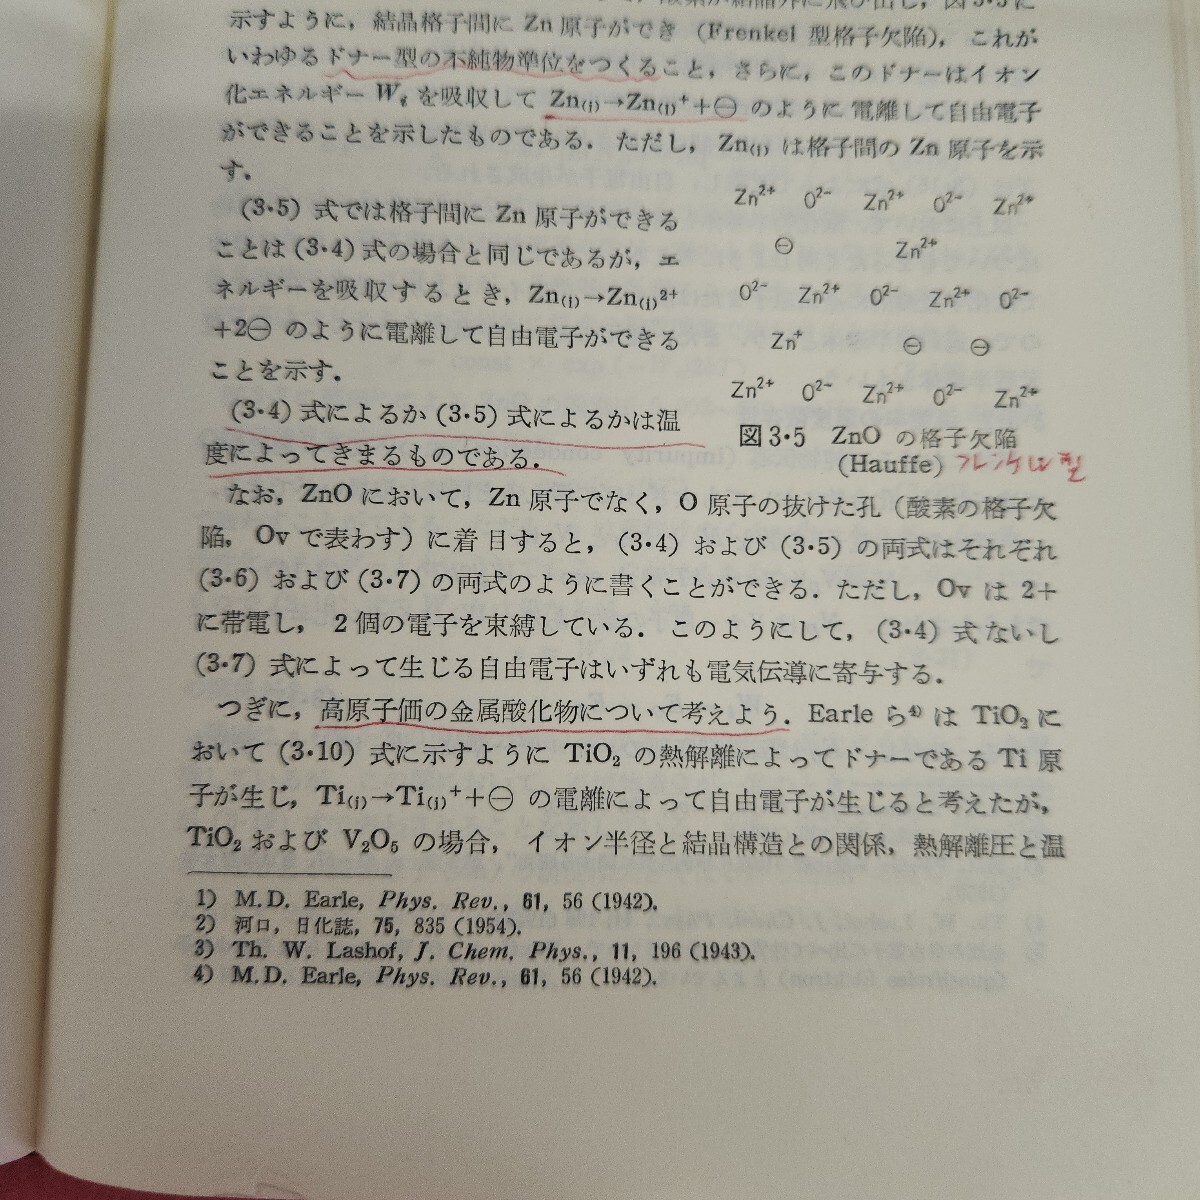 示すように，結晶格子間に Zn 原子ができ (Frenkel 型格子欠陥)，これが
いわゆるドナー型の不純物準位をつくること，さらに，このドナーはイオン
化エネルギー を吸収して Zn(i)→Zn(i)⁺+⊖ のように電離して自由電子
ができることを示したものである．ただし，Zn(i) は格子間の Zn 原子を示
す．
(3・5) 式では格子間に Zn 原子ができる
ことは (3・4) 式の場合と同じであるが，エ
ネルギーを吸収するとき，Zn(i)→Zn(i)²⁺
+2⊖ のように電離して自由電子ができる
ことを示す．
(3・4) 式によるか (3・5) 式によるかは温
度によってきまるものである．
Zn²⁺ O²⁻ Zn²⁺ O²⁻ Zn²⁺
⊖ Zn²⁺
O²⁻ Zn²⁺ O²⁻ Zn²⁺ O²⁻
Zn⁺ ⊖ ⊖
Zn²⁺ O²⁻ Zn²⁺ O²⁻ Zn²⁺
図 3・5 ZnO の格子欠陥
(Hauffe) フレンケル型
なお，ZnO において，Zn 原子でなく，O 原子の抜けた孔（酸素の格子欠
陥，Ov で表わす）に着目すると，(3・4) および (3・5) の両式はそれぞれ
(3・6) および (3・7) の両式のように書くことができる．ただし，Ov は 2+
に帯電し，2 個の電子を束縛している．このようにして，(3・4) 式ないし
(3・7) 式によって生じる自由電子はいずれも電気伝導に寄与する．
つぎに，高原子価の金属酸化物について考えよう．Earle ら⁴⁾ は TiO₂ に
おいて (3・10) 式に示すように TiO₂ の熱解離によってドナーである Ti 原
子が生じ，Ti(i)→Ti(i)⁺+⊖ の電離によって自由電子が生じると考えたが，
TiO₂ および V₂O₅ の場合，イオン半径と結晶構造との関係，熱解離圧と温
1) M.D. Earle, Phys. Rev., 61, 56 (1942).
2) 河口，日化誌，75, 835 (1954).
3) Th. W. Lashof, J. Chem. Phys., 11, 196 (1943).
4) M.D. Earle, Phys. Rev., 61, 56 (1942).